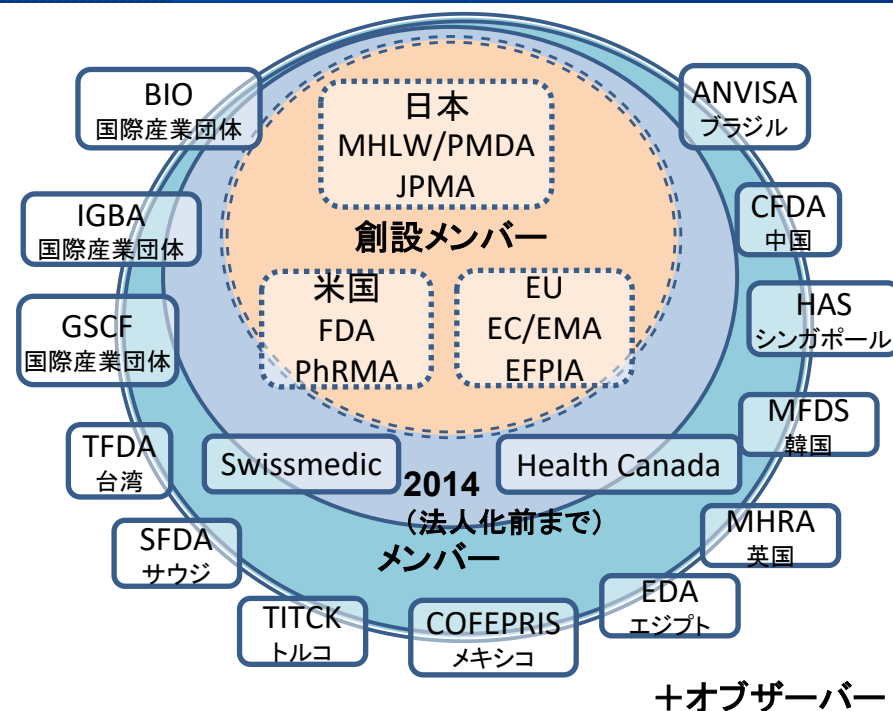 BIO
国際産業団体
ANVISA
ブラジル
日本
MHLW/PMDA
JPMA
IGBA
国際産業団体
CFDA
中国
創設メンバー
米国
FDA
PhRMA
EU
EC/EMA
EFPIA
GSCF
国際産業団体
HAS
シンガポール
MFDS
韓国
TFDA
台湾
Swissmedic
Health Canada
2014
（法人化前まで）
メンバー
SFDA
サウジ
MHRA
英国
EDA
エジプト
TITCK
トルコ
COFEPRIS
メキシコ
＋オブザーバー